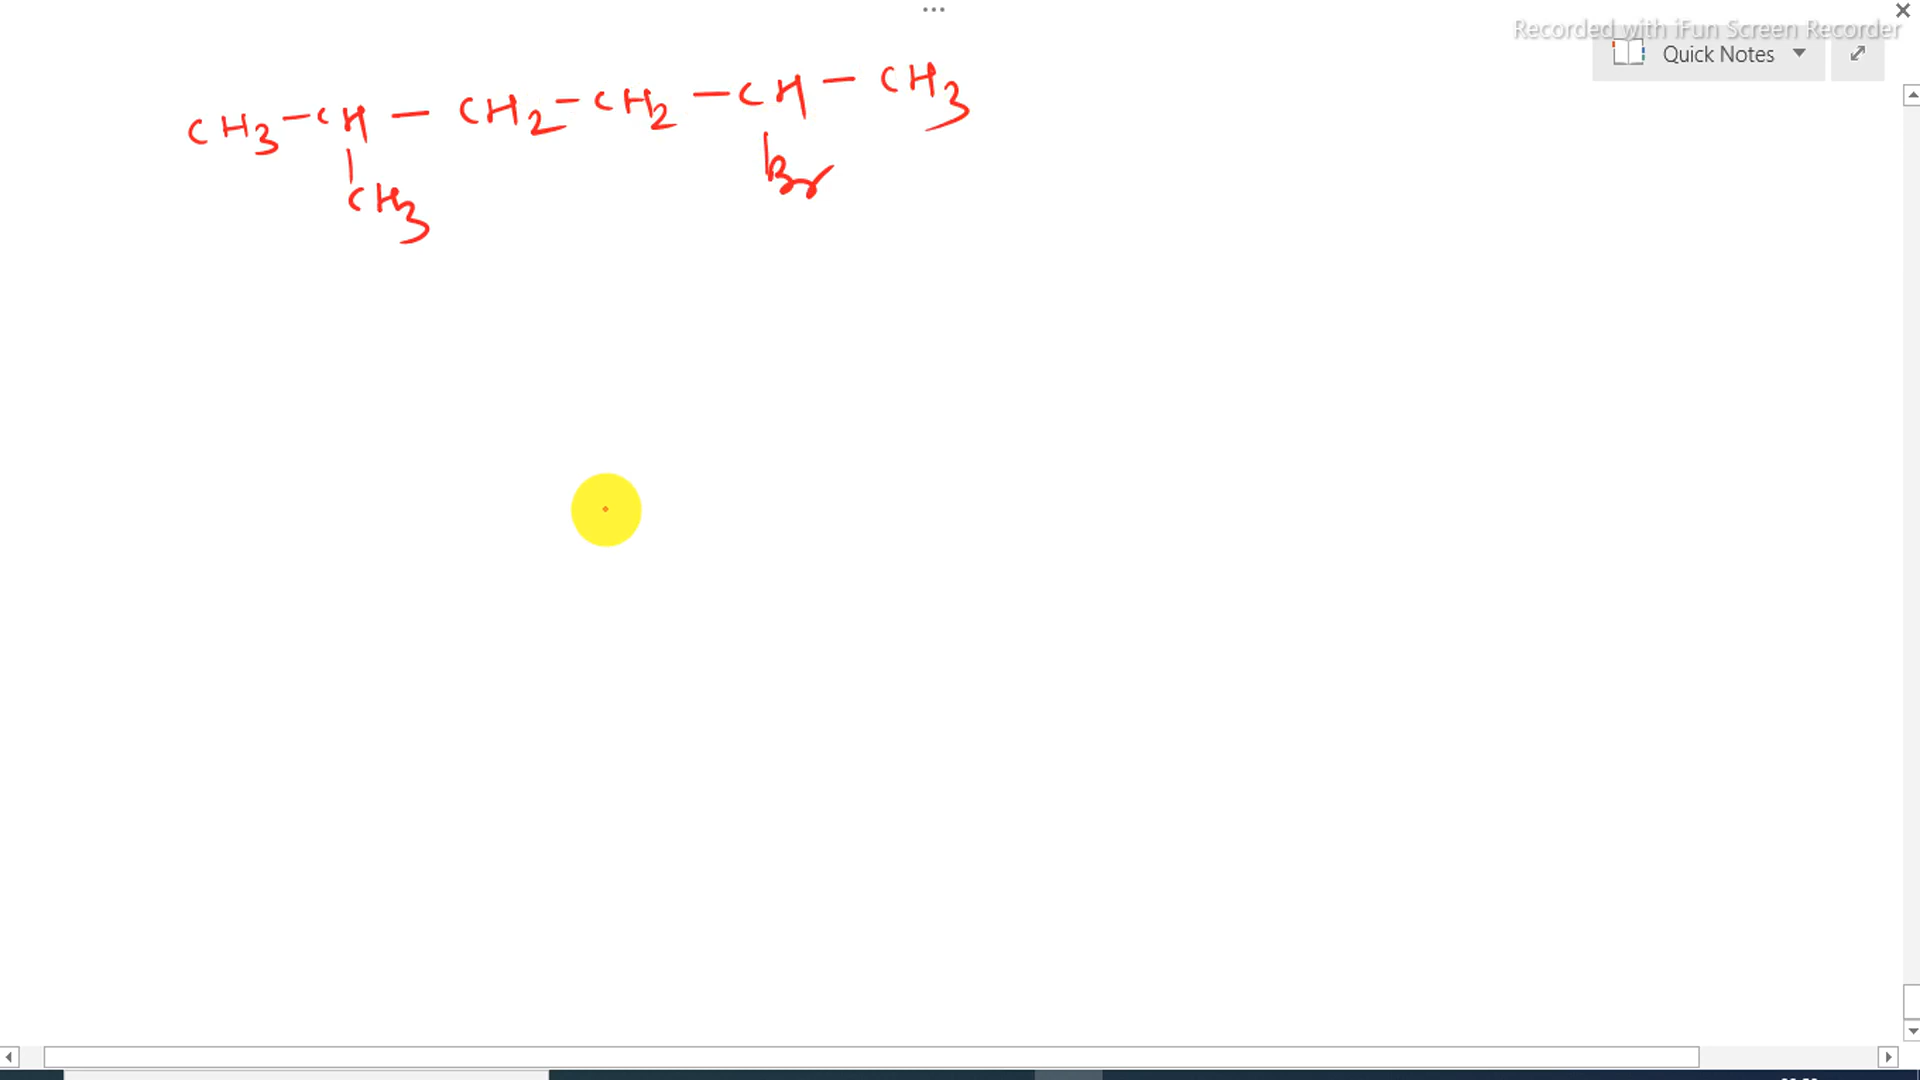 Recorded with iFun Screen Recorder
Quick Notes
CH3-CH-CH2-CH2-CH-CH3
Br
CH3